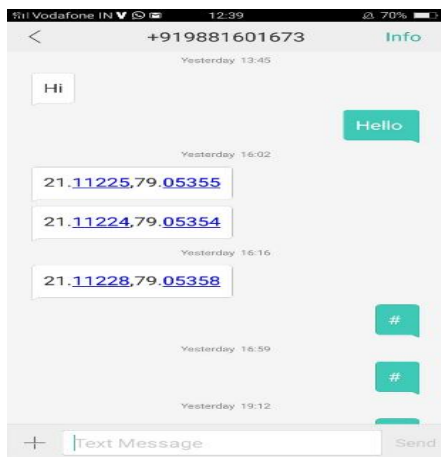 Vodafone IN
12:39
70%
<
+919881601673
Info
Yesterday 13:45
Hi
Hello
Yesterday 16:02
21.11225,79.05355
21.11224,79.05354
Yesterday 16:16
21.11228,79.05358
#
Yesterday 16:59
#
Yesterday 19:12
+
Text Message
Send